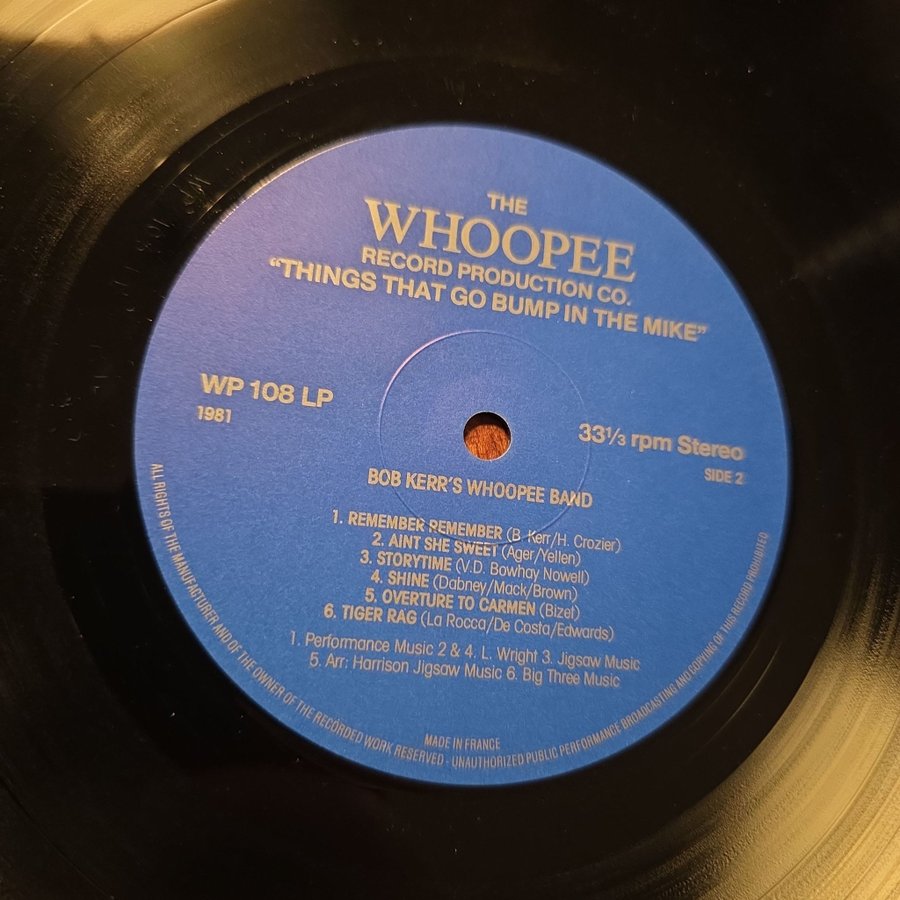 THE
WHOOPEE
RECORD PRODUCTION CO.
“THINGS THAT GO BUMP IN THE MIKE”
WP 108 LP
1981
33⅓ rpm Stereo
SIDE 2
BOB KERR'S WHOOPEE BAND
1. REMEMBER REMEMBER (B. Kerr/H. Crozier)
2. AINT SHE SWEET (Ager/Yellen)
3. STORYTIME (V.D. Bowhay Nowell)
4. SHINE (Dabney/Mack/Brown)
5. OVERTURE TO CARMEN (Bizet)
6. TIGER RAG (La Rocca/De Costa/Edwards)
1. Performance Music 2 & 4. L. Wright 3. Jigsaw Music
5. Arr: Harrison Jigsaw Music 6. Big Three Music
MADE IN FRANCE
ALL RIGHTS OF THE MANUFACTURER AND OF THE OWNER OF THE RECORDED WORK RESERVED - UNAUTHORIZED PUBLIC PERFORMANCE BROADCASTING AND COPYING OF THIS RECORD PROHIBITED